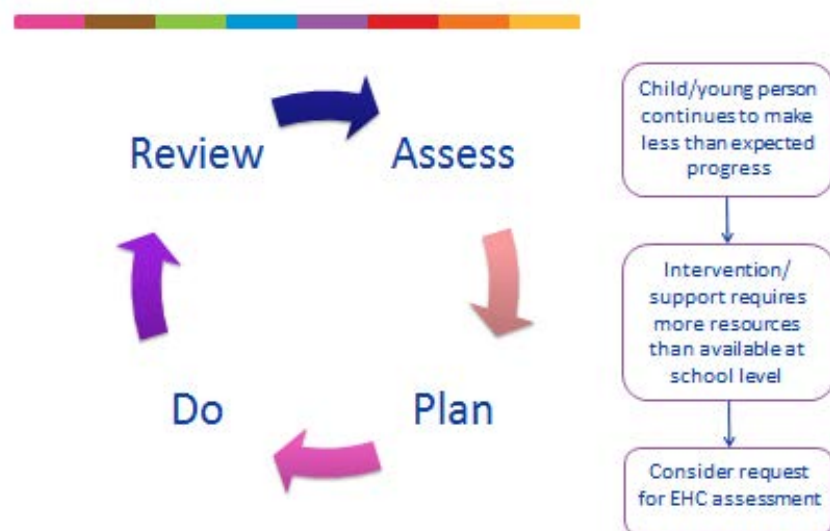 Review
Assess
Plan
Do
Child/young person
continues to make
less than expected
progress
Intervention/
support requires
more resources
than available at
school level
Consider request
for EHC assessment